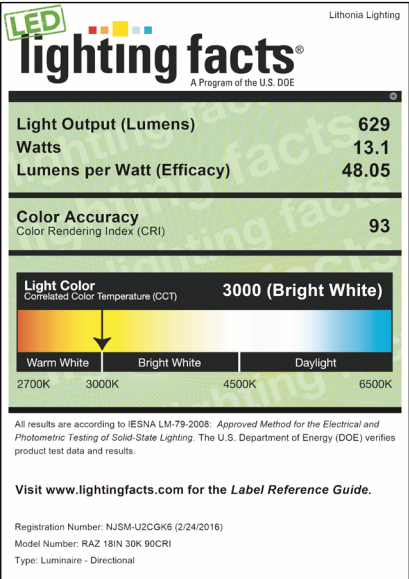 Lithonia Lighting
LED
lighting facts®
A Program of the U.S. DOE
Light Output (Lumens) 629
Watts 13.1
Lumens per Watt (Efficacy) 48.05
Color Accuracy
Color Rendering Index (CRI) 93
Light Color
Correlated Color Temperature (CCT) 3000 (Bright White)
Warm White Bright White Daylight
2700K 3000K 4500K 6500K
All results are according to IESNA LM-79-2008: Approved Method for the Electrical and
Photometric Testing of Solid-State Lighting. The U.S. Department of Energy (DOE) verifies
product test data and results.
Visit www.lightingfacts.com for the Label Reference Guide.
Registration Number: NJSM-U2CGK6 (2/24/2016)
Model Number: RAZ 18IN 30K 90CRI
Type: Luminaire - Directional